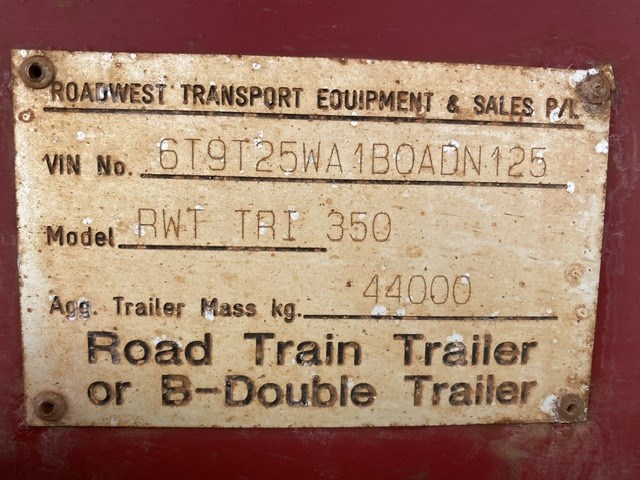 ROADWEST TRANSPORT EQUIPMENT & SALES P/L
VIN No. 6T9T25WA1B0ADN125
Model RWT TRI 350
Agg. Trailer Mass kg. 44000
Road Train Trailer
or B-Double Trailer